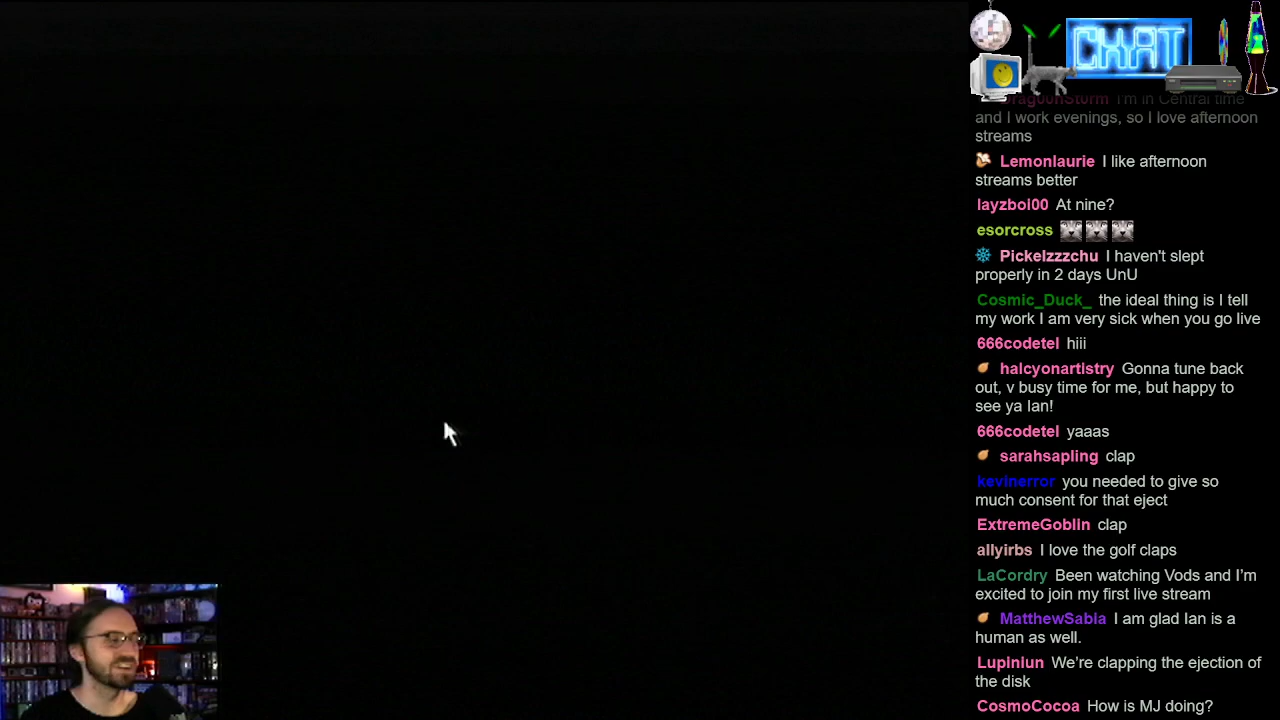 CHAT
Drag00nStorm I'm in Central time
and I work evenings, so I love afternoon
streams
Lemonlaurie I like afternoon
streams better
layzbol00 At nine?
esorcross
Pickelzzzchu I haven't slept
properly in 2 days UnU
Cosmic_Duck_ the ideal thing is I tell
my work I am very sick when you go live
666codetel hiii
halcyonartistry Gonna tune back
out, v busy time for me, but happy to
see ya Ian!
666codetel yaaas
sarahsapling clap
kevinerror you needed to give so
much consent for that eject
ExtremeGoblin clap
allyirbs I love the golf claps
LaCordry Been watching Vods and I'm
excited to join my first live stream
MatthewSabia I am glad Ian is a
human as well.
Lupiniun We're clapping the ejection of
the disk
CosmoCocoa How is MJ doing?